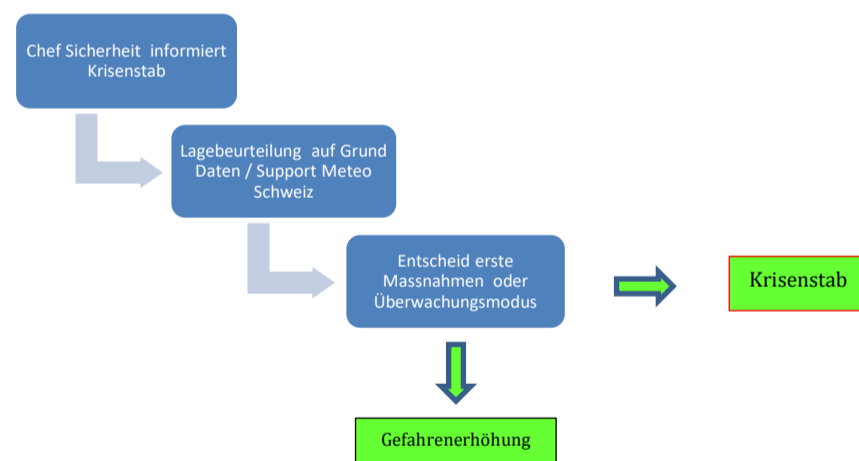 Chef Sicherheit informiert
Krisenstab
Lagebeurteilung auf Grund
Daten / Support Meteo
Schweiz
Entscheid erste
Massnahmen oder
Überwachungsmodus
Krisenstab
Gefahrenerhöhung